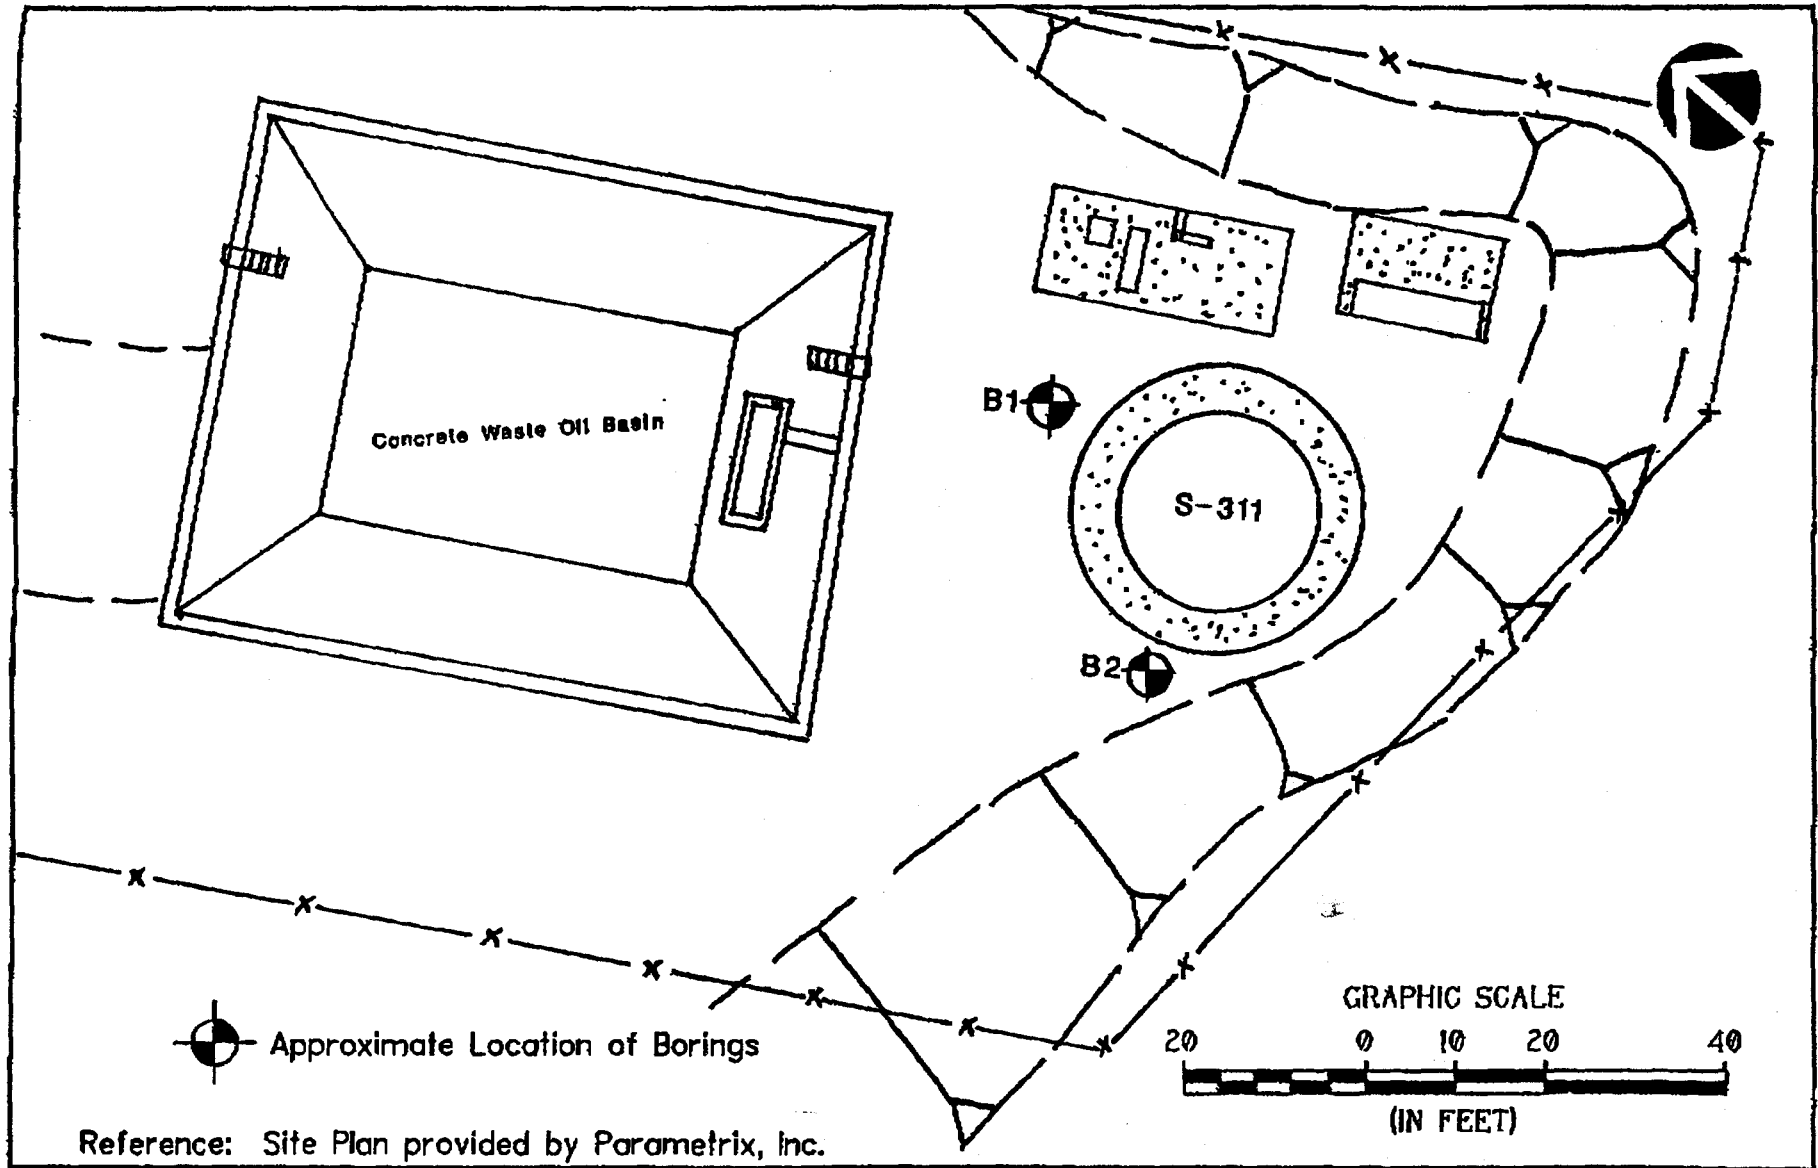 B1
Concrete Waste Oil Basin
S-311
B2
GRAPHIC SCALE
20 0 10 20 40
(IN FEET)
Approximate Location of Borings
Reference: Site Plan provided by Parametrix, Inc.